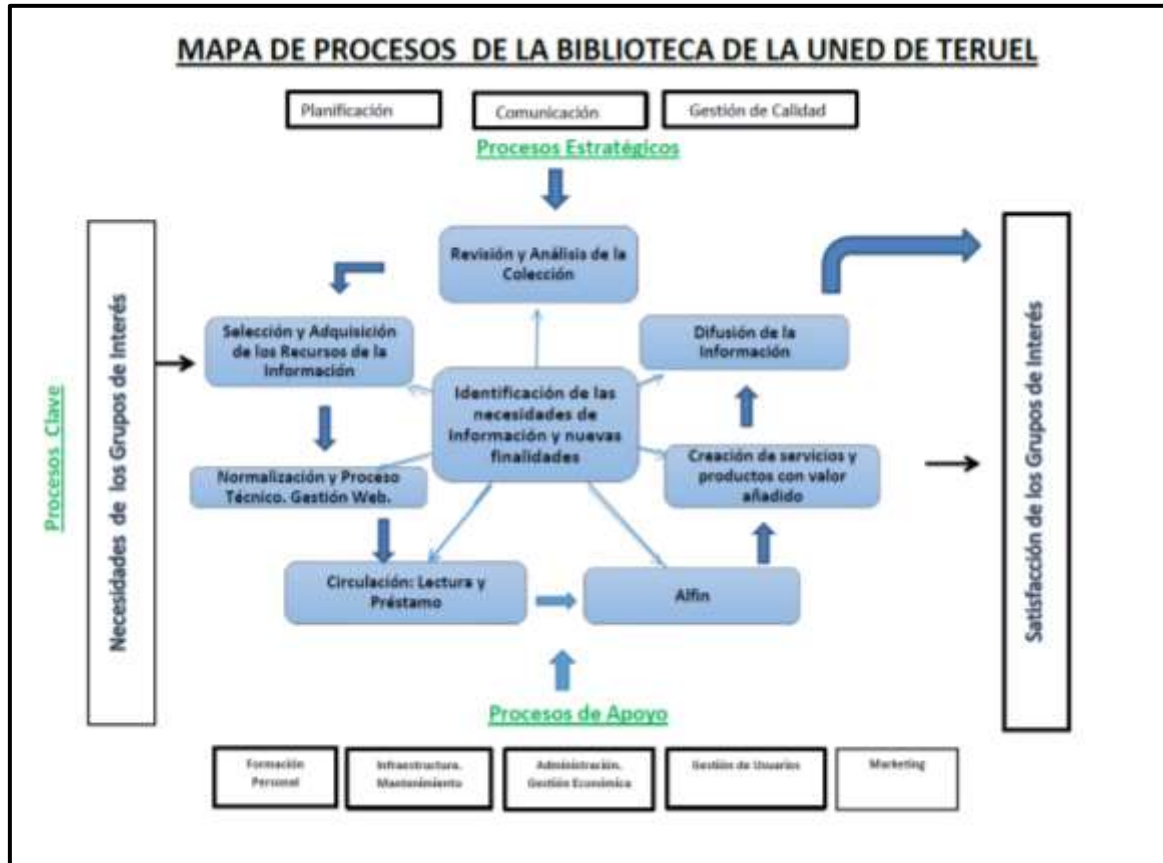 MAPA DE PROCESOS DE LA BIBLIOTECA DE LA UNED DE TERUEL
Planificación
Comunicación
Gestión de Calidad
Procesos Estratégicos
Procesos Clave
Necesidades de los Grupos de Interés
Revisión y Análisis de la
Colección
Selección y Adquisición
de los Recursos de la
Información
Difusión de la
Información
Identificación de las
necesidades de
Información y nuevas
finalidades
Normalización y Proceso
Técnico. Gestión Web.
Creación de servicios y
productos con valor
añadido
Circulación: Lectura y
Préstamo
Alfin
Satisfacción de los Grupos de Interés
Procesos de Apoyo
Formación
Personal
Infraestructura.
Mantenimiento
Administración.
Gestión Económica
Gestión de Usuarios
Marketing